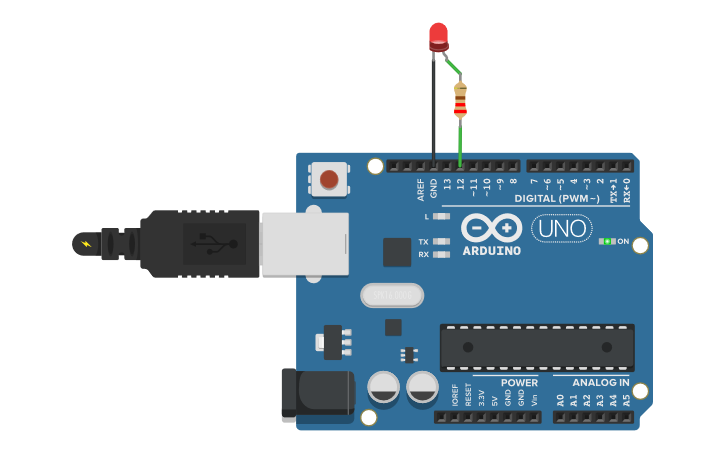 AREF
GND
13
12
~11
~10
~9
8
7
~6
~5
4
~3
2
TX→1
RX←0
DIGITAL (PWM~)
L
TX
RX
UNO
ARDUINO
ON
POWER
ANALOG IN
IOREF
RESET
3.3V
5V
GND
GND
Vin
A0
A1
A2
A3
A4
A5